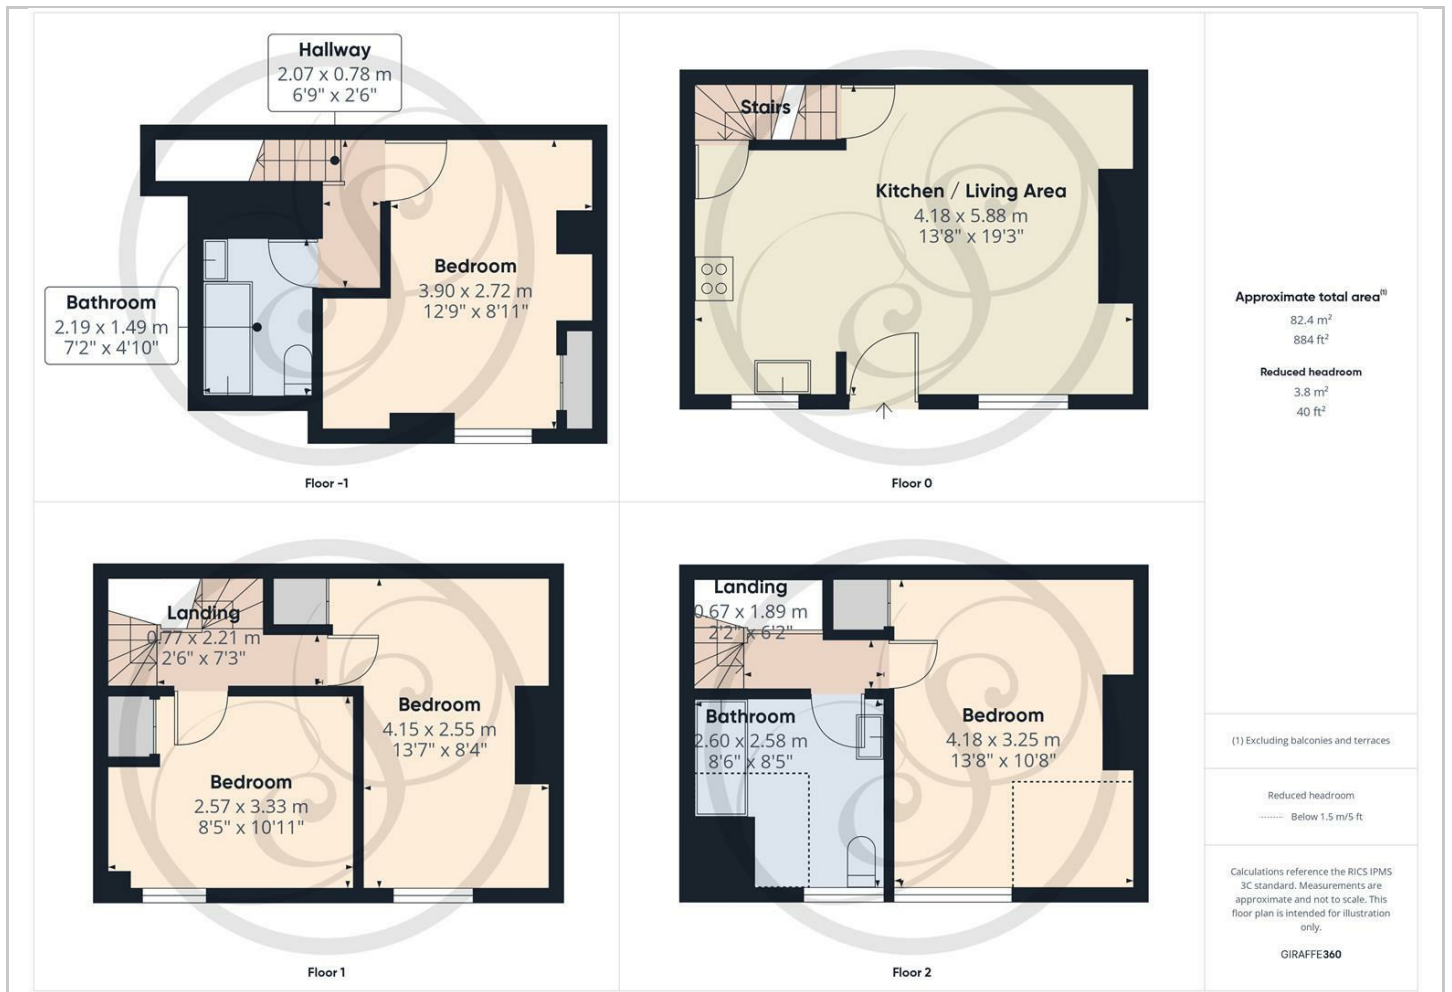 Hallway
2.07 x 0.78 m
6'9" x 2'6"
Bathroom
2.19 x 1.49 m
7'2" x 4'10"
Bedroom
3.90 x 2.72 m
12'9" x 8'11"
Floor -1
Stairs
Kitchen / Living Area
4.18 x 5.88 m
13'8" x 19'3"
Floor 0
Landing
0.77 x 2.21 m
2'6" x 7'3"
Bedroom
4.15 x 2.55 m
13'7" x 8'4"
Bedroom
2.57 x 3.33 m
8'5" x 10'11"
Floor 1
Landing
0.67 x 1.89 m
2'2" x 6'2"
Bathroom
2.60 x 2.58 m
8'6" x 8'5"
Bedroom
4.18 x 3.25 m
13'8" x 10'8"
Floor 2
Approximate total area(1)
82.4 m²
884 ft²
Reduced headroom
3.8 m²
40 ft²
(1) Excluding balconies and terraces
Reduced headroom
Below 1.5 m/5 ft
Calculations reference the RICS IPMS
3C standard. Measurements are
approximate and not to scale. This
floor plan is intended for illustration
only.
GIRAFFE360